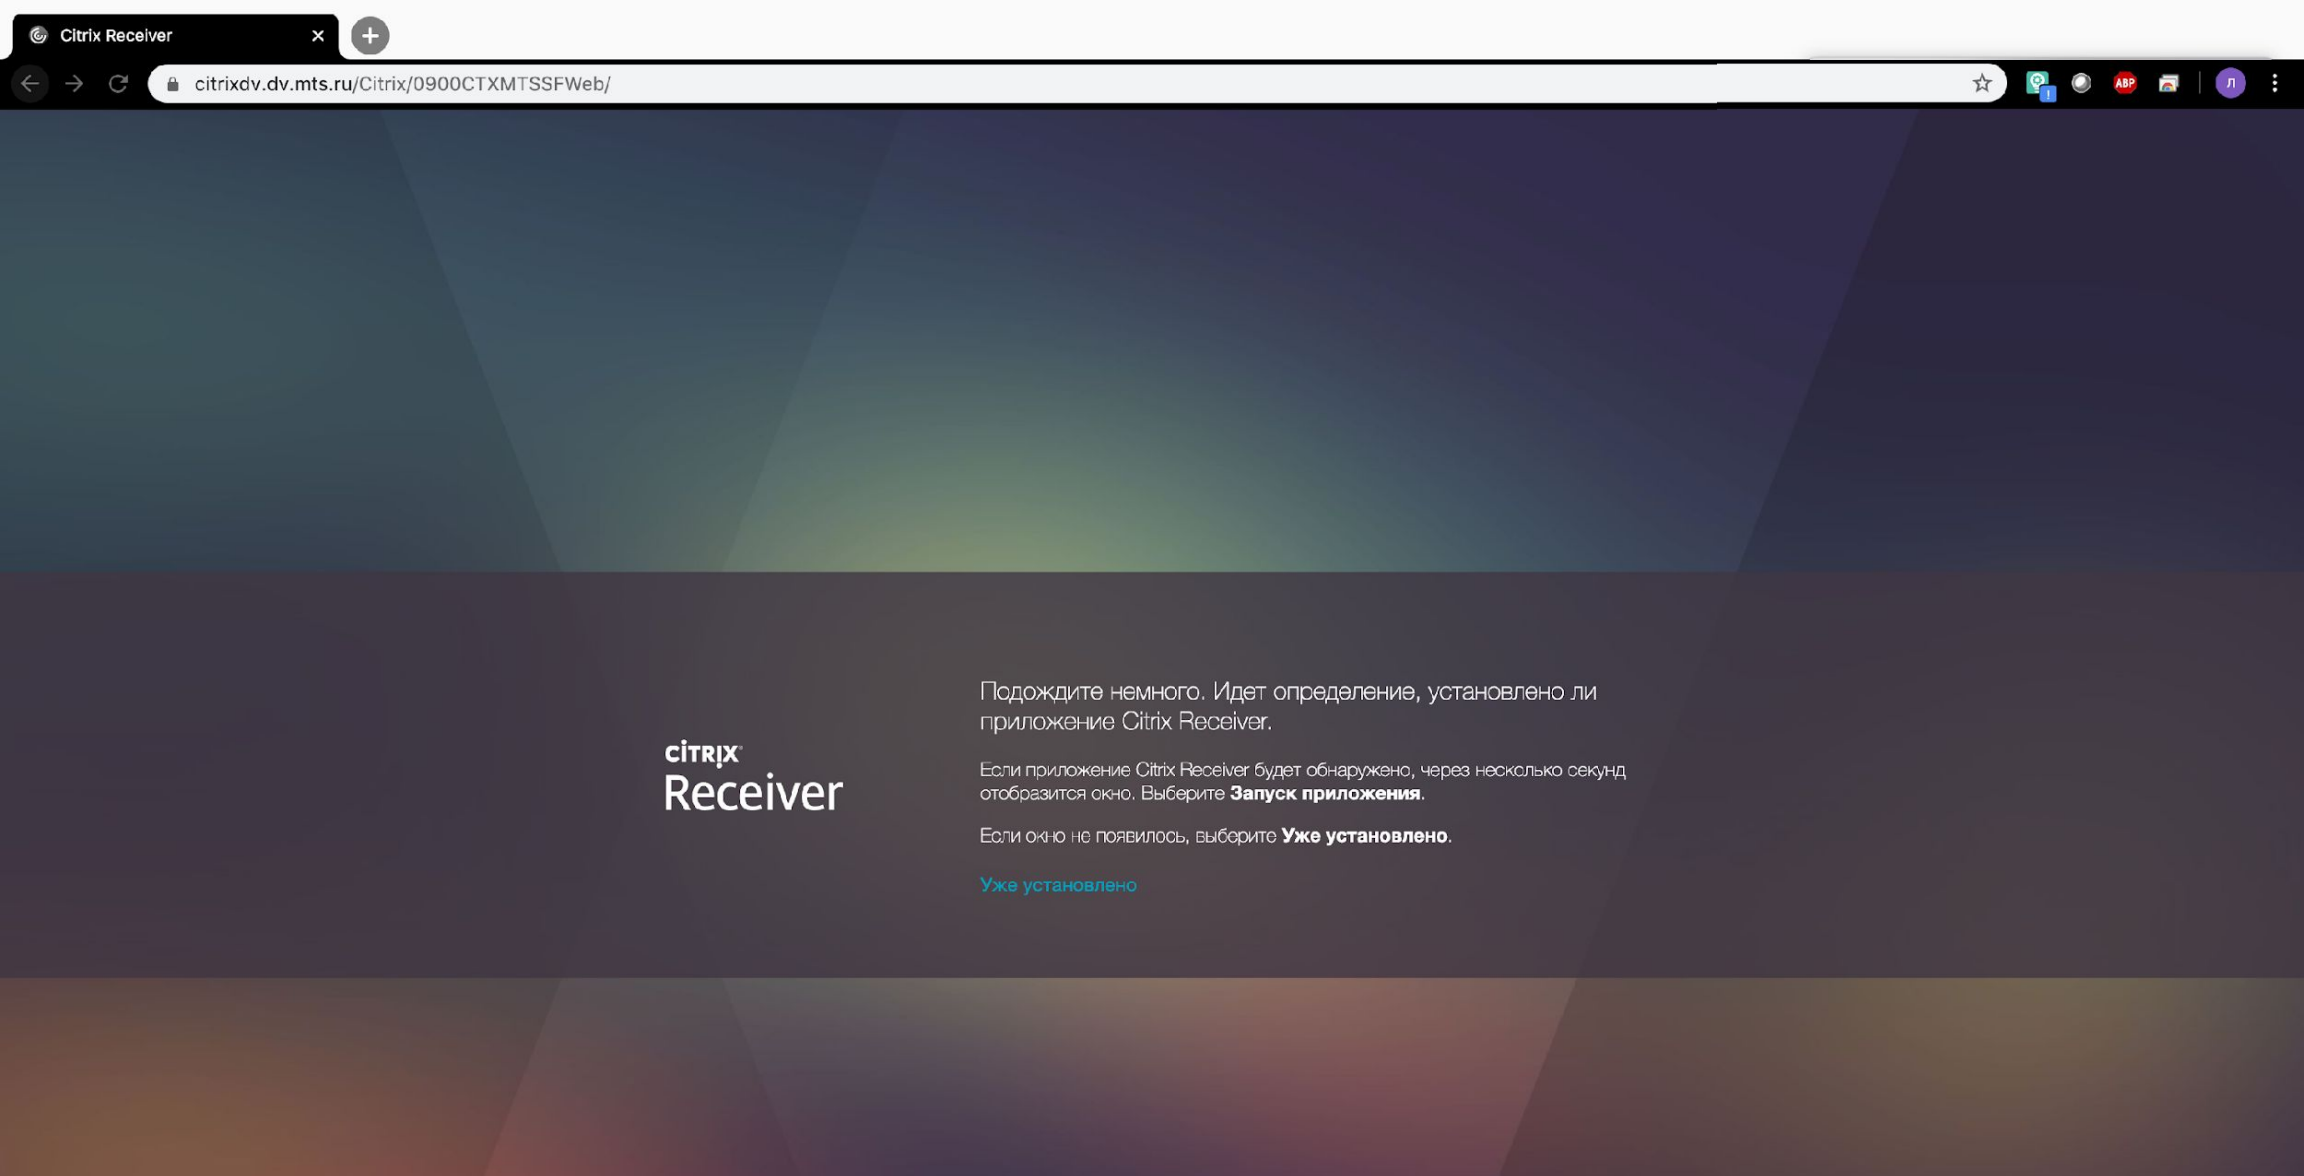 Citrix Receiver
citrixdv.dv.mts.ru/Citrix/0900CTXMTSSFWeb/
ABP
Л
Подождите немного. Идет определение, установлено ли
приложение Citrix Receiver.
CİTRIX
Receiver
Если приложение Citrix Receiver будет обнаружено, через несколько секунд
отобразится окно. Выберите Запуск приложения.
Если окно не появилось, выберите Уже установлено.
Уже установлено